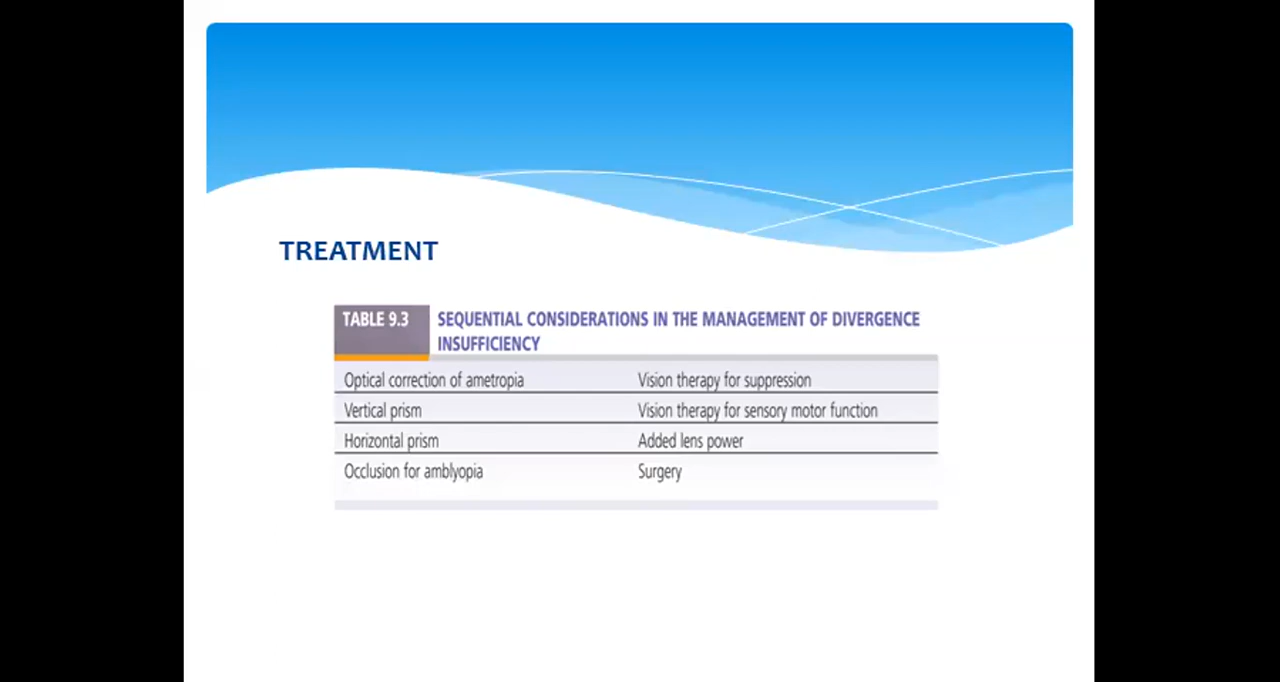 TREATMENT
TABLE 9.3
SEQUENTIAL CONSIDERATIONS IN THE MANAGEMENT OF DIVERGENCE
INSUFFICIENCY
Optical correction of ametropia
Vision therapy for suppression
Vertical prism
Vision therapy for sensory motor function
Horizontal prism
Added lens power
Occlusion for amblyopia
Surgery